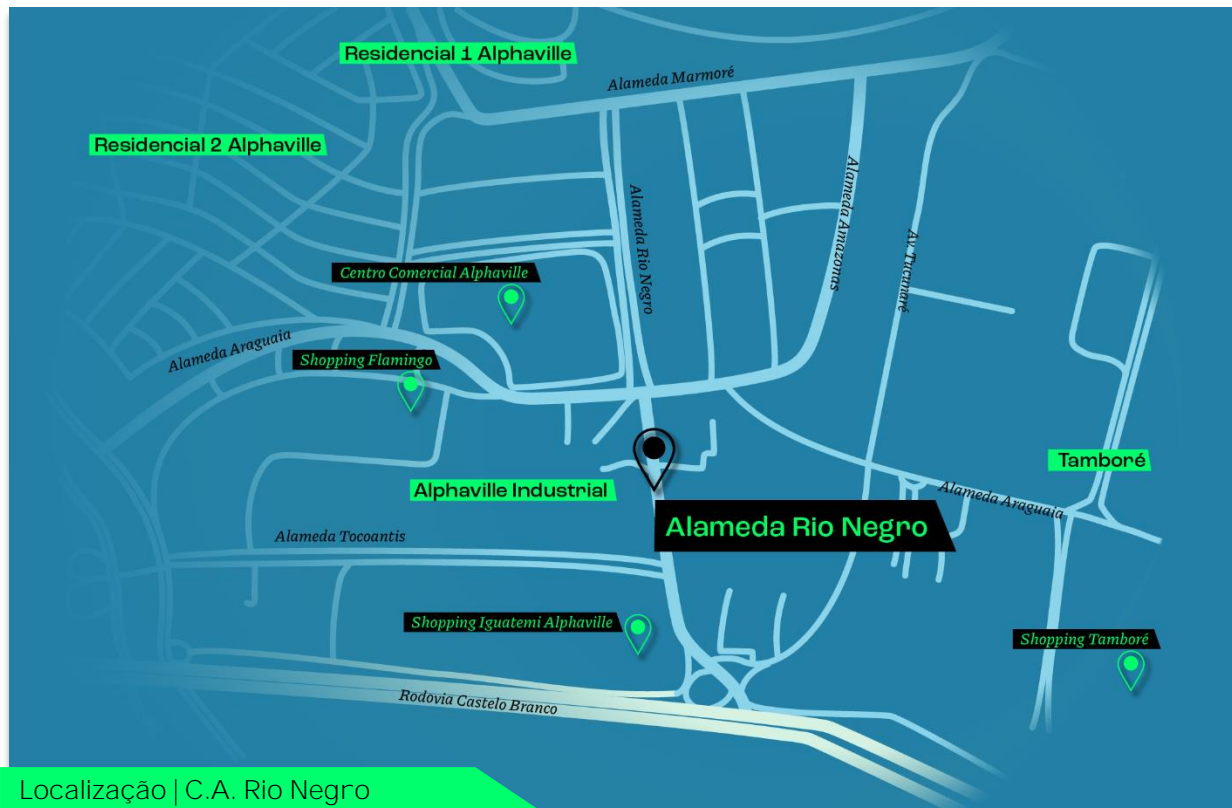 Residencial 1 Alphaville
Alameda Marmoré
Residencial 2 Alphaville
Alameda Rio Negro
Alameda Amazonas
Av. Tucunaré
Centro Comercial Alphaville
Alameda Araguaia
Shopping Flamingo
Tamboré
Alphaville Industrial
Alameda Araguaia
Alameda Rio Negro
Alameda Tocoantis
Shopping Iguatemi Alphaville
Shopping Tamboré
Rodovia Castelo Branco
Localização | C.A. Rio Negro